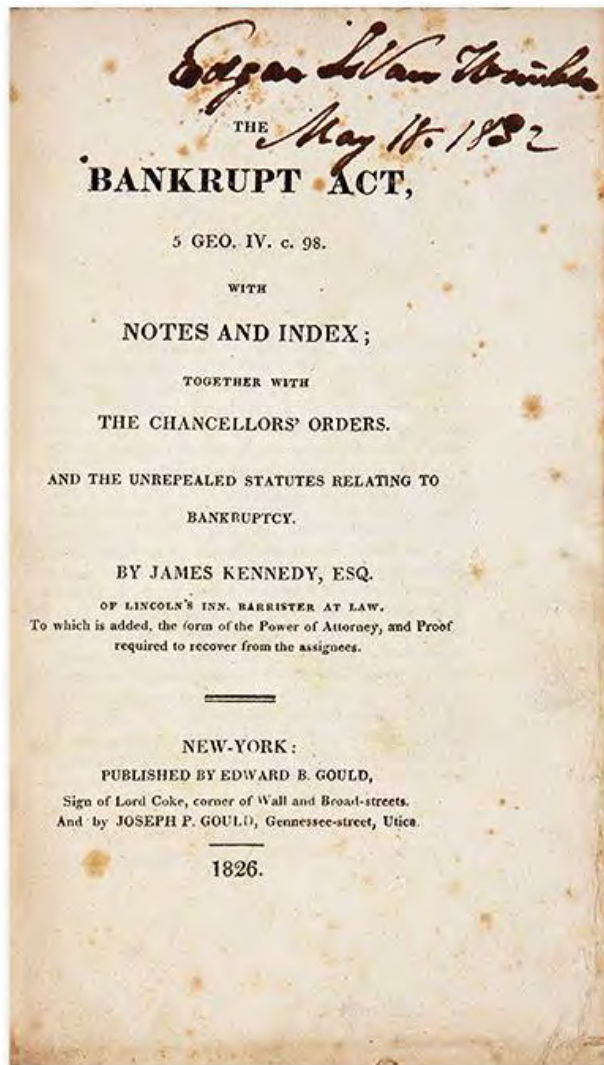 Edgar S. Van Winkle
May 18. 1832
THE
BANKRUPT ACT,
5 GEO. IV. c. 98.
WITH
NOTES AND INDEX;
TOGETHER WITH
THE CHANCELLORS' ORDERS.
AND THE UNREPEALED STATUTES RELATING TO
BANKRUPTCY.
BY JAMES KENNEDY, ESQ.
OF LINCOLN'S INN. BARRISTER AT LAW.
To which is added, the form of the Power of Attorney, and Proof
required to recover from the assignees.
NEW-YORK:
PUBLISHED BY EDWARD B. GOULD,
Sign of Lord Coke, corner of Wall and Broad-streets.
And by JOSEPH P. GOULD, Gennessee-street, Utica.
1826.